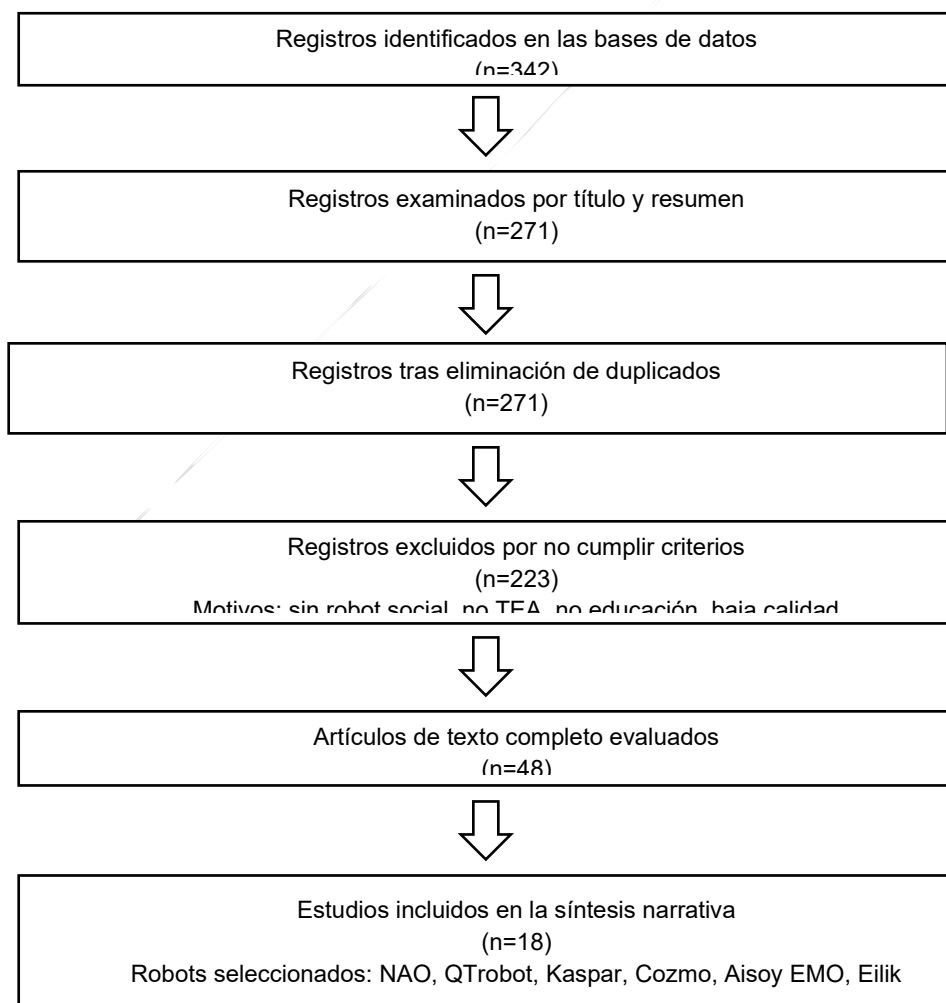 Registros identificados en las bases de datos
(n=342)
Registros examinados por título y resumen
(n=271)
Registros tras eliminación de duplicados
(n=271)
Registros excluidos por no cumplir criterios
(n=223)
Motivos: sin robot social, no TEA, no educación, baja calidad
Artículos de texto completo evaluados
(n=48)
Estudios incluidos en la síntesis narrativa
(n=18)
Robots seleccionados: NAO, QTrobot, Kaspar, Cozmo, Aisoy EMO, Eilik